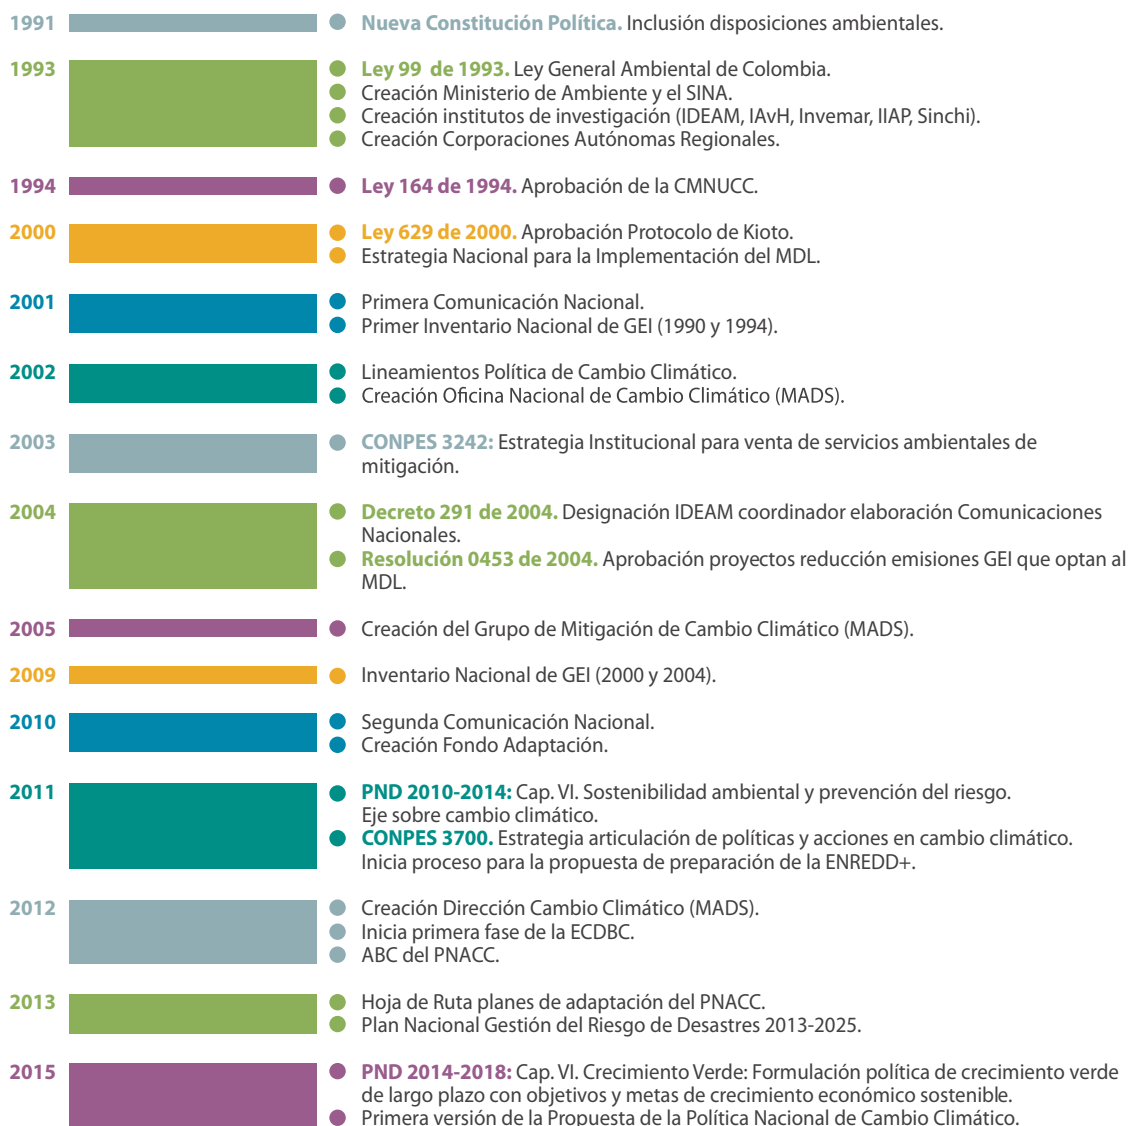 1991 Nueva Constitución Política. Inclusión disposiciones ambientales.
1993 Ley 99 de 1993. Ley General Ambiental de Colombia.
Creación Ministerio de Ambiente y el SINA.
Creación institutos de investigación (IDEAM, IAvH, Invemar, IIAP, Sinchi).
Creación Corporaciones Autónomas Regionales.
1994 Ley 164 de 1994. Aprobación de la CMNUCC.
2000 Ley 629 de 2000. Aprobación Protocolo de Kioto.
Estrategia Nacional para la Implementación del MDL.
2001 Primera Comunicación Nacional.
Primer Inventario Nacional de GEI (1990 y 1994).
2002 Lineamientos Política de Cambio Climático.
Creación Oficina Nacional de Cambio Climático (MADS).
2003 CONPES 3242: Estrategia Institucional para venta de servicios ambientales de
mitigación.
2004 Decreto 291 de 2004. Designación IDEAM coordinador elaboración Comunicaciones
Nacionales.
Resolución 0453 de 2004. Aprobación proyectos reducción emisiones GEI que optan al
MDL.
2005 Creación del Grupo de Mitigación de Cambio Climático (MADS).
2009 Inventario Nacional de GEI (2000 y 2004).
2010 Segunda Comunicación Nacional.
Creación Fondo Adaptación.
2011 PND 2010-2014: Cap. VI. Sostenibilidad ambiental y prevención del riesgo.
Eje sobre cambio climático.
CONPES 3700. Estrategia articulación de políticas y acciones en cambio climático.
Inicia proceso para la propuesta de preparación de la ENREDD+.
2012 Creación Dirección Cambio Climático (MADS).
Inicia primera fase de la ECDBC.
ABC del PNACC.
2013 Hoja de Ruta planes de adaptación del PNACC.
Plan Nacional Gestión del Riesgo de Desastres 2013-2025.
2015 PND 2014-2018: Cap. VI. Crecimiento Verde: Formulación política de crecimiento verde
de largo plazo con objetivos y metas de crecimiento económico sostenible.
Primera versión de la Propuesta de la Política Nacional de Cambio Climático.